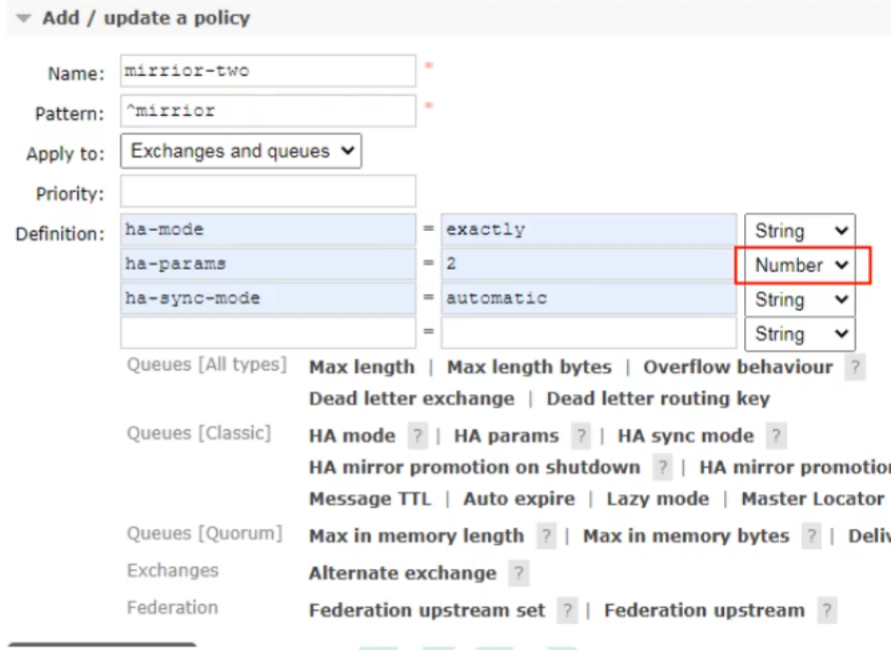 Add / update a policy
Name: mirrior-two *
Pattern: ^mirrior *
Apply to: Exchanges and queues
Priority:
Definition: ha-mode = exactly String
ha-params = 2 Number
ha-sync-mode = automatic String
= String
Queues [All types] Max length | Max length bytes | Overflow behaviour ?
Dead letter exchange | Dead letter routing key
Queues [Classic] HA mode ? | HA params ? | HA sync mode ?
HA mirror promotion on shutdown ? | HA mirror
Message TTL | Auto expire | Lazy mode | Master Locator
Queues [Quorum] Max in memory length ? | Max in memory bytes ? |
Exchanges Alternate exchange ?
Federation Federation upstream set ? | Federation upstream ?